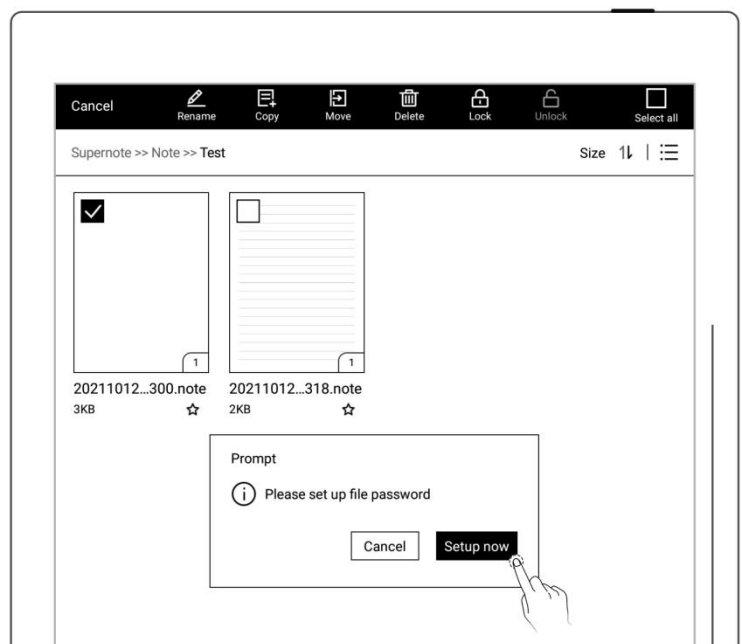 Cancel Rename Copy Move Delete Lock Unlock Select all
Supernote >> Note >> Test Size
1 1
20211012...300.note 20211012...318.note
3KB 2KB
Prompt
Please set up file password
Cancel Setup now